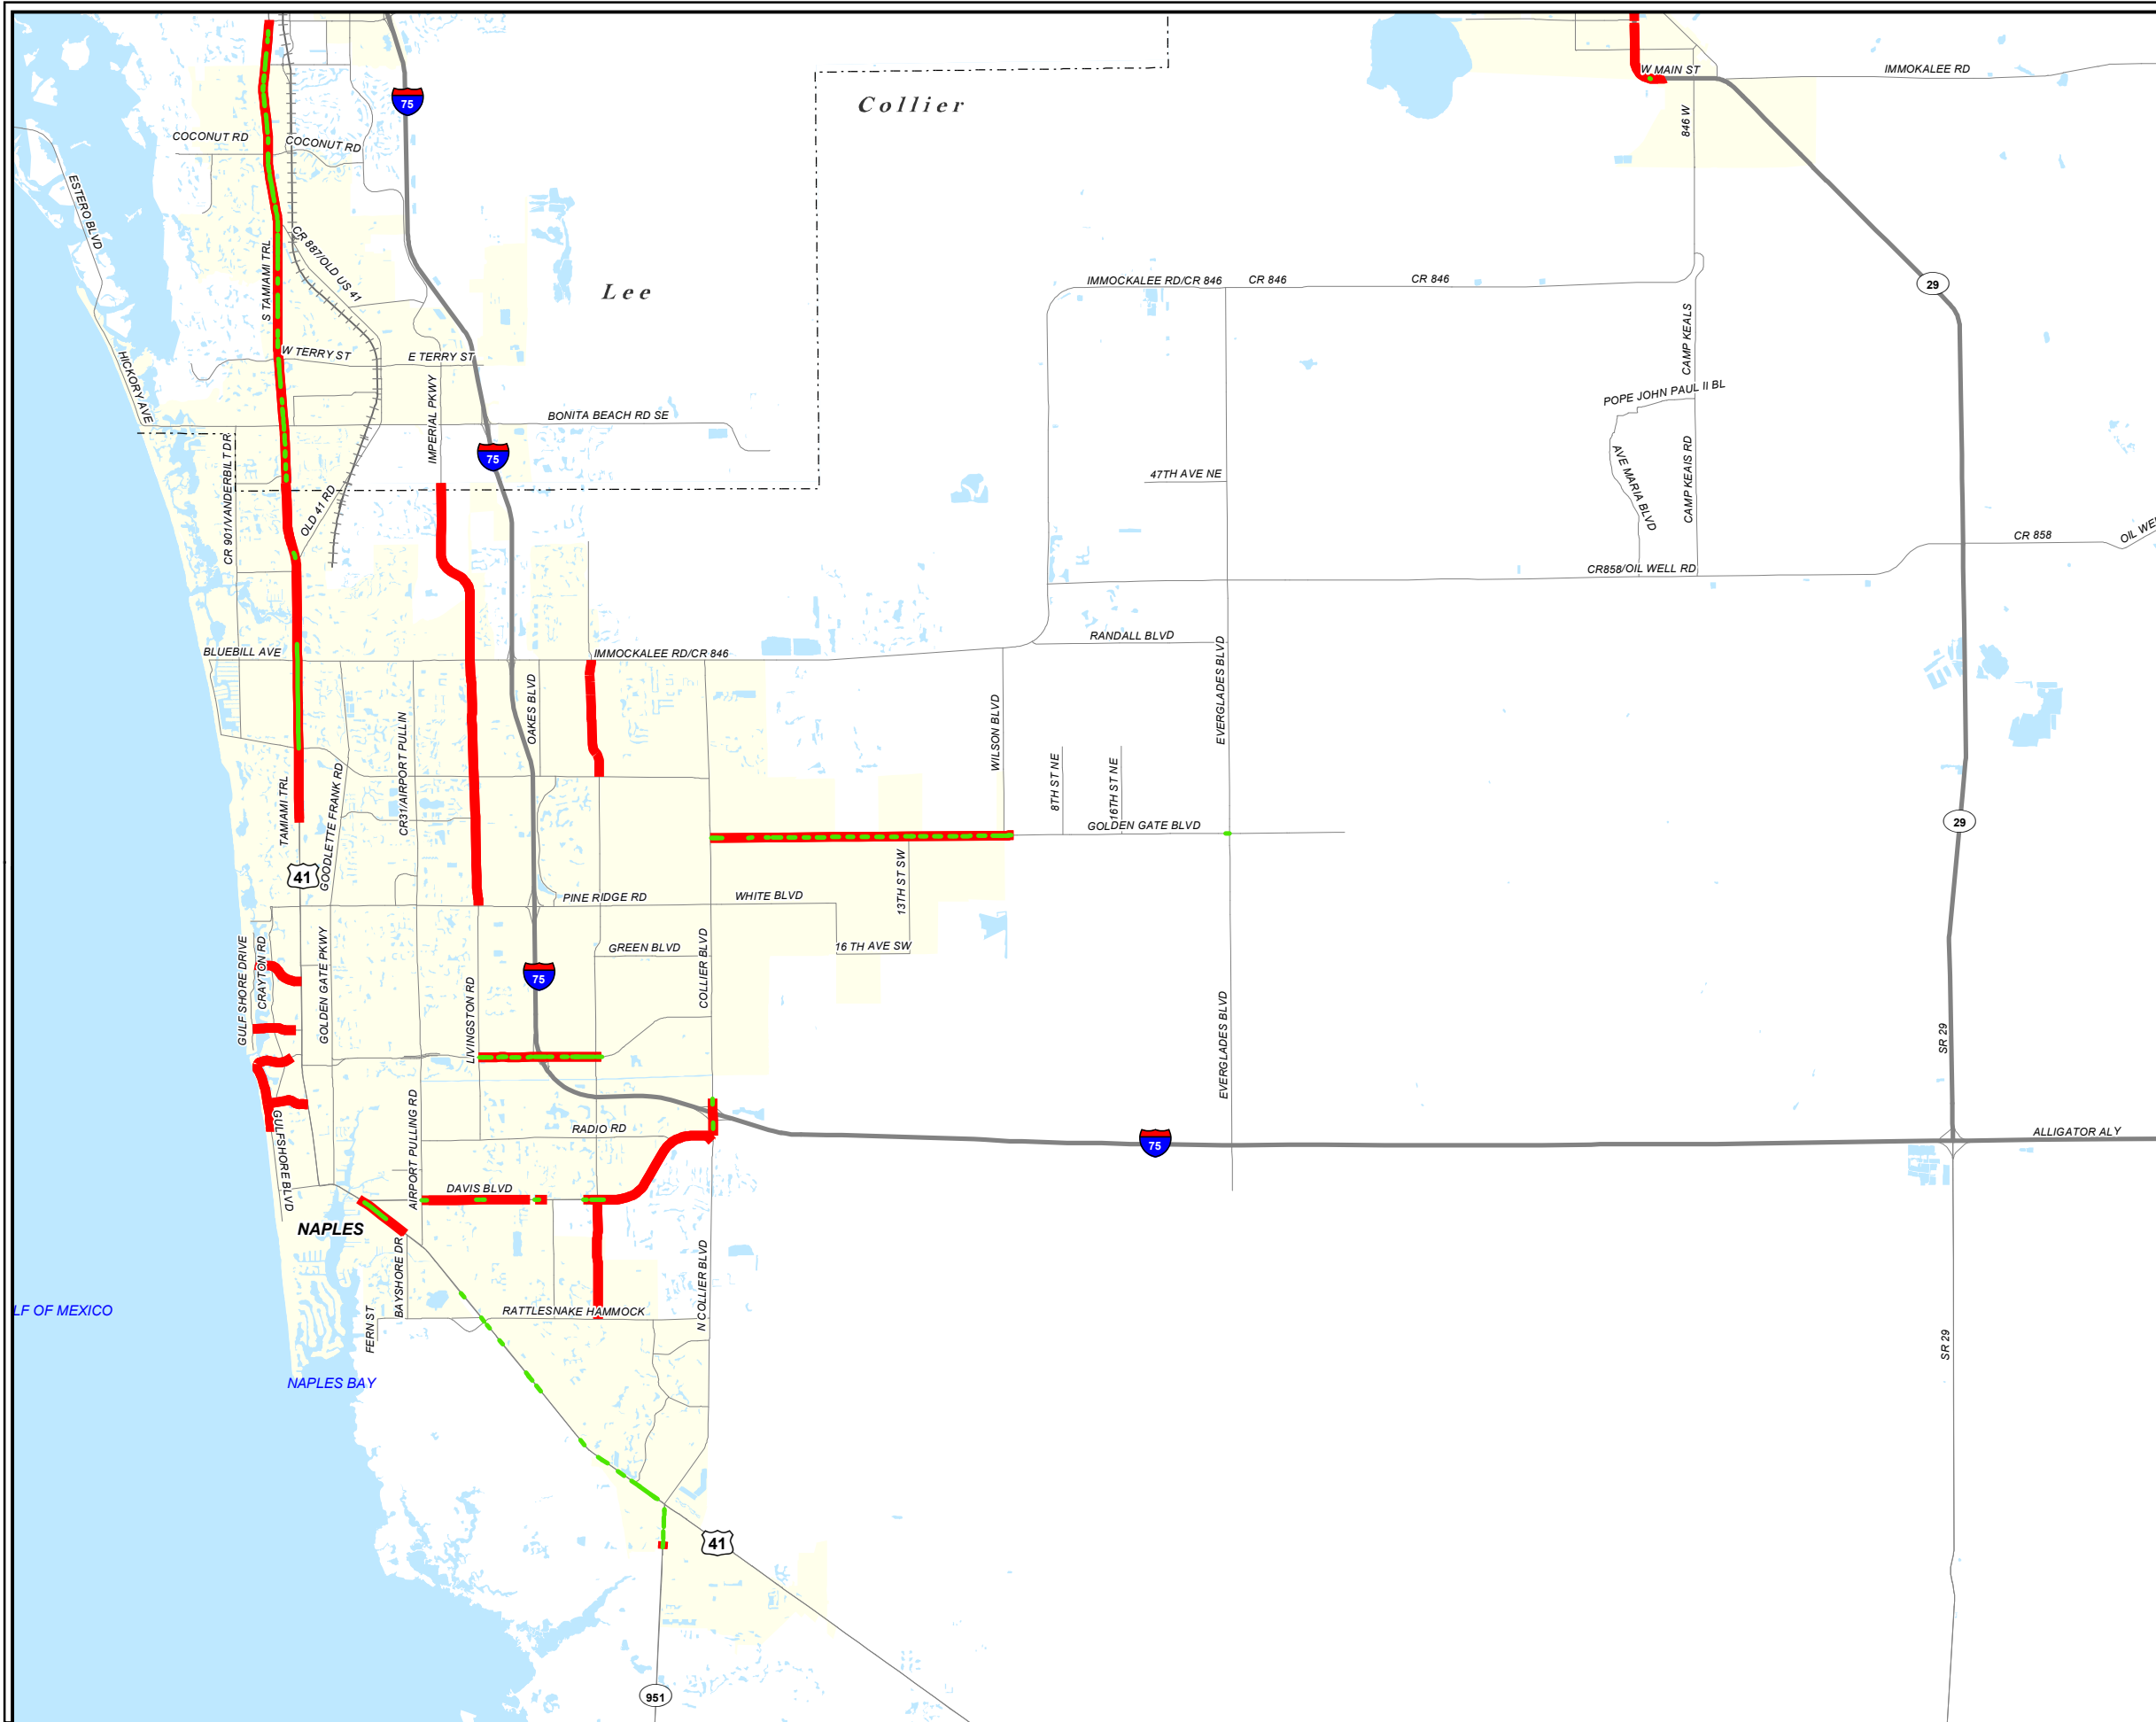 W MAIN ST
IMMOKALEE RD
75
Collier
846 W
COCONUT RD
COCONUT RD
ESTERO BLVD
CR 887/OLD US 41
S TAMIAMI TRL
Lee
IMMOCKALEE RD/CR 846
CR 846
CR 846
29
CAMP KEALS
W TERRY ST
E TERRY ST
HICKORY AVE
IMPERIAL PKWY
POPE JOHN PAUL II BL
BONITA BEACH RD SE
CR 901/VANDERBILT DR
75
47TH AVE NE
AVE MARIA BLVD
CAMP KEAIS RD
OLD 41 RD
CR 858
OIL WE
CR858/OIL WELL RD
BLUEBILL AVE
IMMOCKALEE RD/CR 846
RANDALL BLVD
EVERGLADES BLVD
OAKES BLVD
WILSON BLVD
CR31/AIRPORT PULLIN
TAMIAMI TRL
GOODLETTE FRANK RD
8TH ST NE
16TH ST NE
GOLDEN GATE BLVD
29
41
13TH ST SW
PINE RIDGE RD
WHITE BLVD
GULF SHORE DRIVE
CRAYTON RD
GOLDEN GATE PKWY
GREEN BLVD
16 TH AVE SW
COLLIER BLVD
75
LIVINGSTON RD
EVERGLADES BLVD
SR 29
AIRPORT PULLING RD
RADIO RD
75
ALLIGATOR ALY
GULFSHORE BLVD
DAVIS BLVD
NAPLES
BAYSHORE DR
N COLLIER BLVD
LF OF MEXICO
FERN ST
RATTLESNAKE HAMMOCK
SR 29
NAPLES BAY
41
951